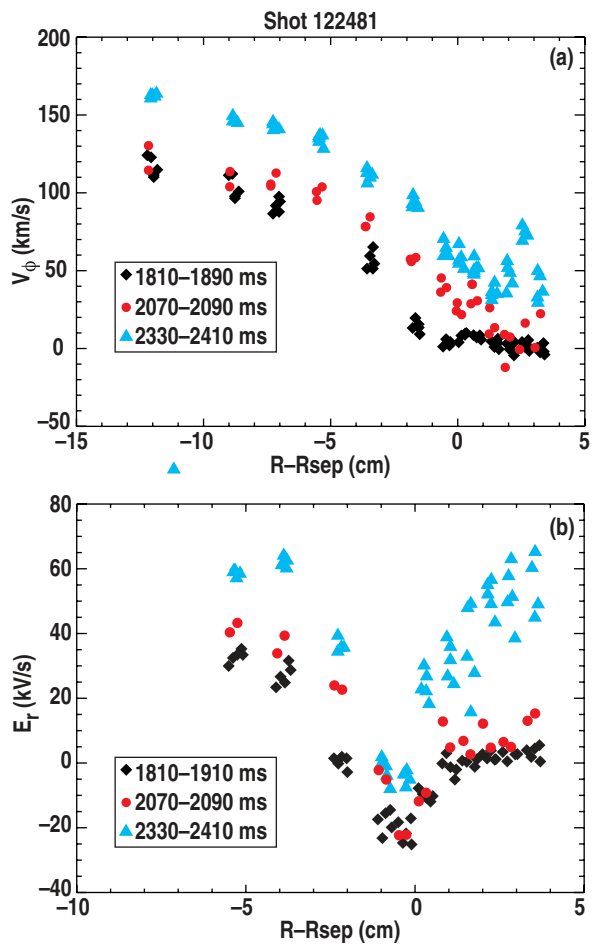 Shot 122481
(a)
200
150
100
50
0
−50
Vϕ (km/s)
1810–1890 ms
2070–2090 ms
2330–2410 ms
−15 −10 −5 0 5
R–Rsep (cm)
(b)
80
60
40
20
0
−20
−40
Er (kV/s)
1810–1910 ms
2070–2090 ms
2330–2410 ms
−10 −5 0 5
R–Rsep (cm)